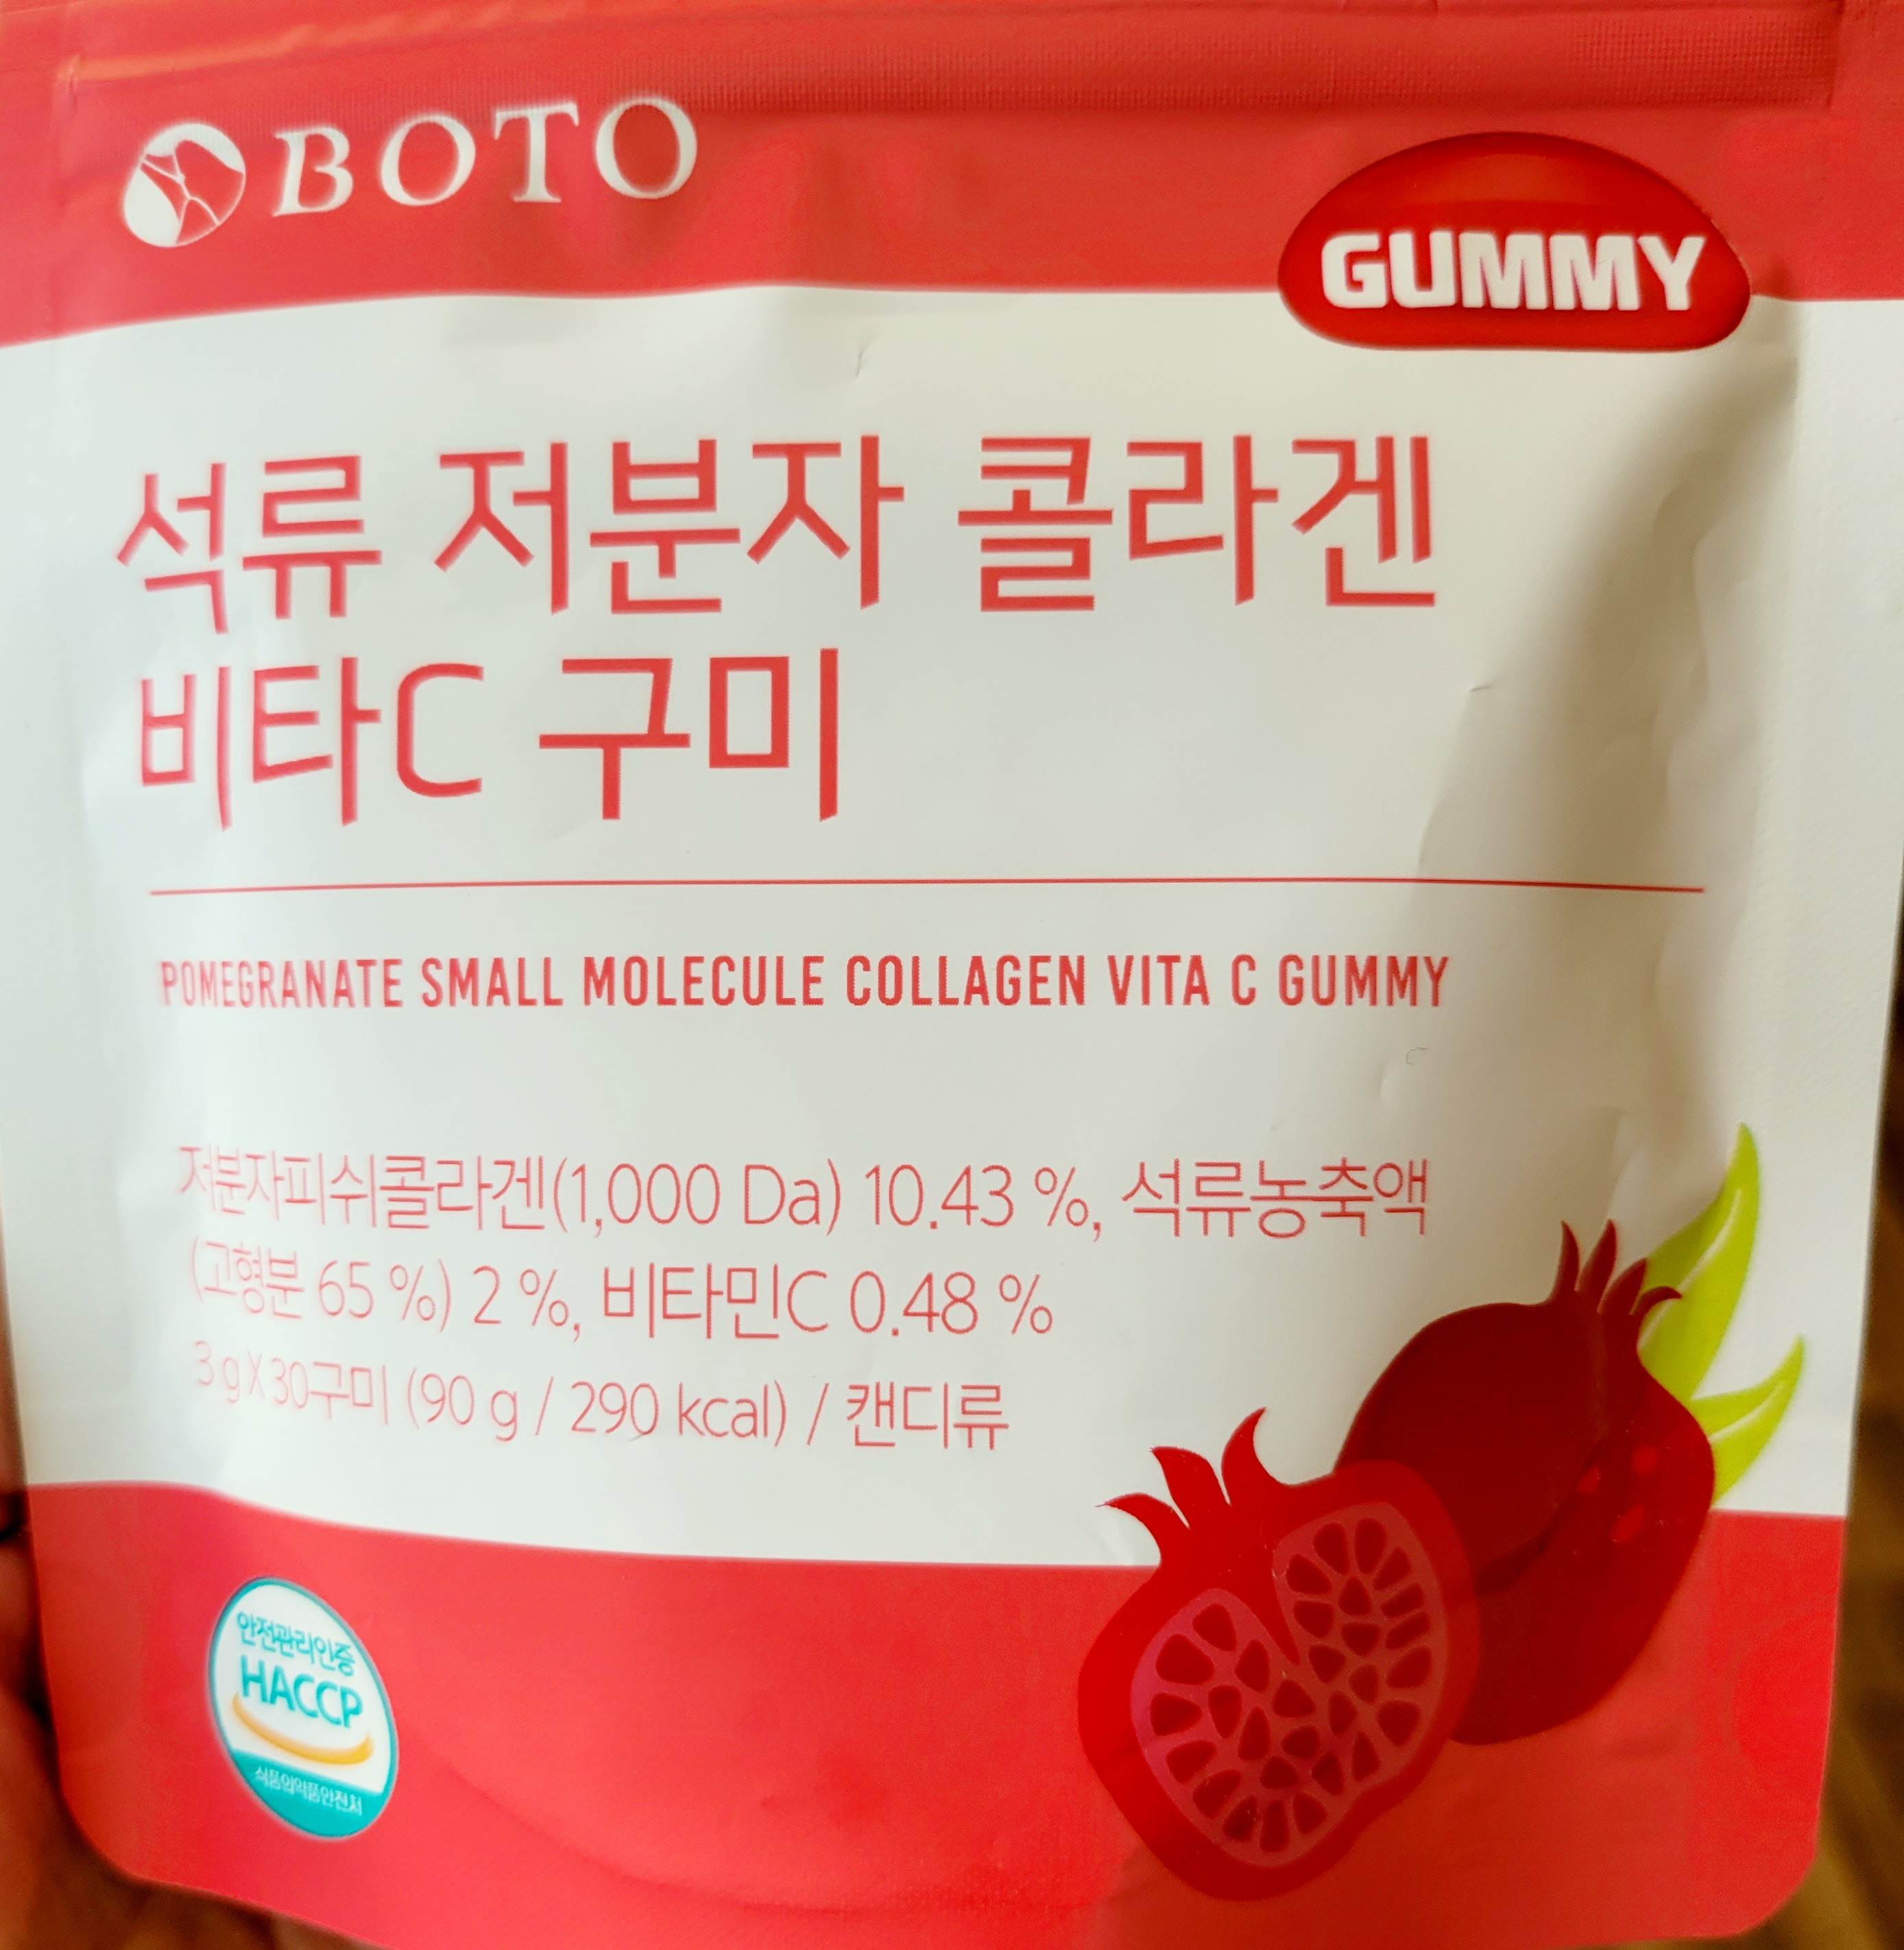 BOTO
GUMMY
석류 저분자 콜라겐
비타C 구미
POMEGRANATE SMALL MOLECULE COLLAGEN VITA C GUMMY
저분자피쉬콜라겐(1,000 Da) 10.43 %, 석류농축액
(고형분 65 %) 2 %, 비타민C 0.48 %
3 g X 30구미 (90 g / 290 kcal) / 캔디류
안전관리인증
HACCP
식품의약품안전처